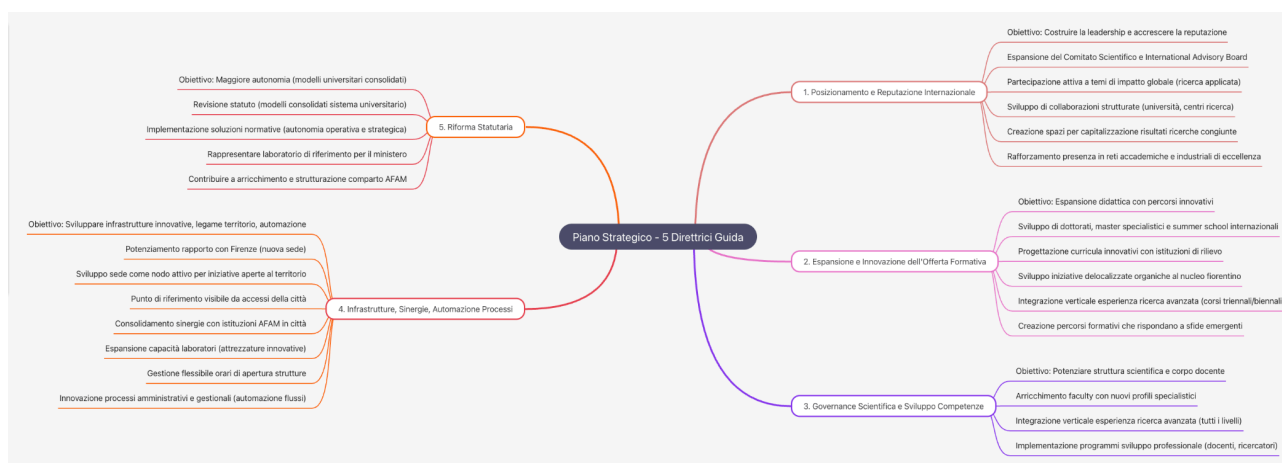 Piano Strategico - 5 Direttrici Guida
1. Posizionamento e Reputazione Internazionale
Obiettivo: Costruire la leadership e accrescere la reputazione
Espansione del Comitato Scientifico e International Advisory Board
Partecipazione attiva a temi di impatto globale (ricerca applicata)
Sviluppo di collaborazioni strutturate (università, centri ricerca)
Creazione spazi per capitalizzazione risultati ricerche congiunte
Rafforzamento presenza in reti accademiche e industriali di eccellenza
2. Espansione e Innovazione dell'Offerta Formativa
Obiettivo: Espansione didattica con percorsi innovativi
Sviluppo di dottorati, master specialistici e summer school internazionali
Progettazione curricula innovativi con istituzioni di rilievo
Sviluppo iniziative delocalizzate organiche al nucleo fiorentino
Integrazione verticale esperienza ricerca avanzata (corsi triennali/biennali
Creazione percorsi formativi che rispondano a sfide emergenti
3. Governance Scientifica e Sviluppo Competenze
Obiettivo: Potenziare struttura scientifica e corpo docente
Arricchimento faculty con nuovi profili specialistici
Integrazione verticale esperienza ricerca avanzata (tutti i livelli)
Implementazione programmi sviluppo professionale (docenti, ricercatori)
4. Infrastrutture, Sinergie, Automazione Processi
Obiettivo: Sviluppare infrastrutture innovative, legame territorio, automazione
Potenziamento rapporto con Firenze (nuova sede)
Sviluppo sede come nodo attivo per iniziative aperte al territorio
Punto di riferimento visibile da accessi della città
Consolidamento sinergie con istituzioni AFAM in città
Espansione capacità laboratori (attrezzature innovative)
Gestione flessibile orari di apertura strutture
Innovazione processi amministrativi e gestionali (automazione flussi)
5. Riforma Statutaria
Obiettivo: Maggiore autonomia (modelli universitari consolidati)
Revisione statuto (modelli consolidati sistema universitario)
Implementazione soluzioni normative (autonomia operativa e strategica)
Rappresentare laboratorio di riferimento per il ministero
Contribuire a arricchimento e strutturazione comparto AFAM